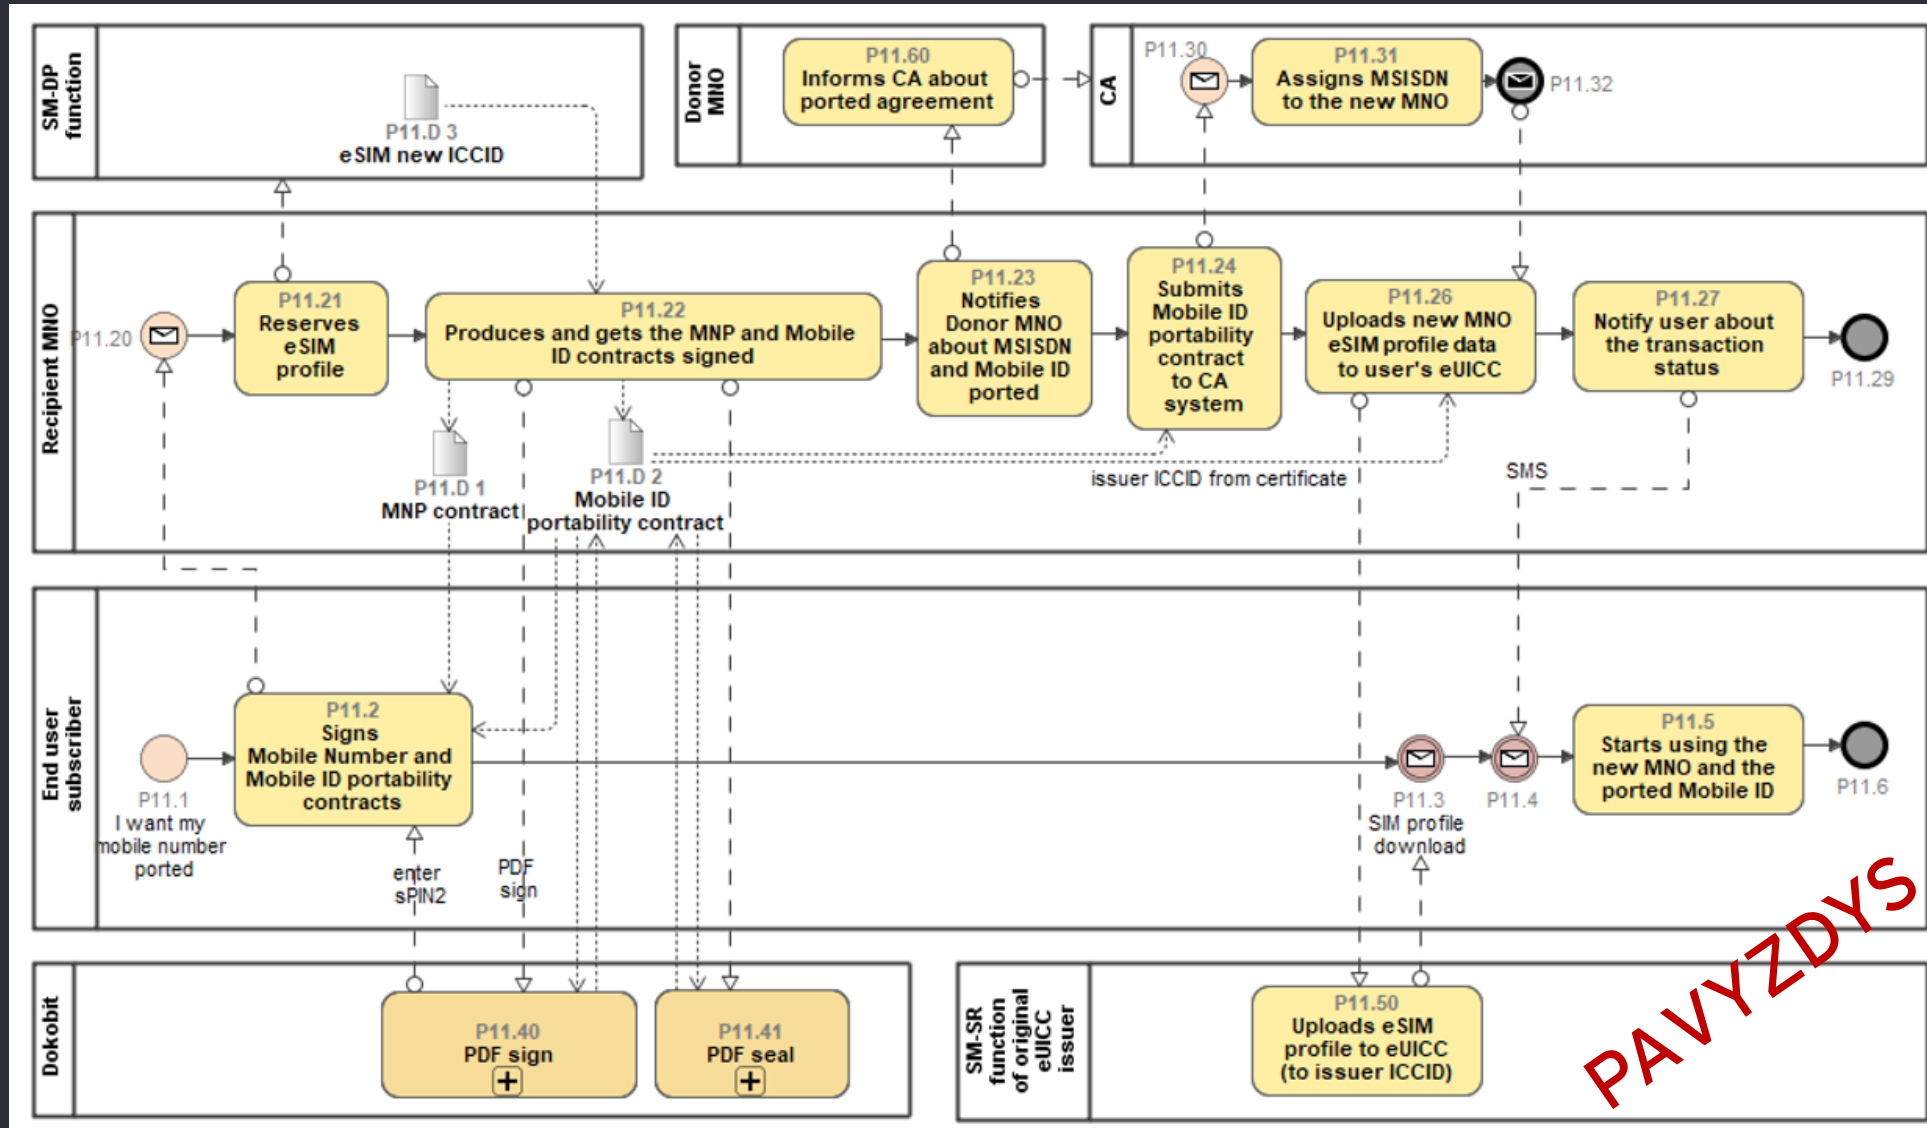 SM-DP
function
P11.D 3
eSIM new ICCID
Donor
MNO
P11.60
Informs CA about
ported agreement
CA
P11.30
P11.31
Assigns MSISDN
to the new MNO
P11.32
Recipient MNO
P11.20
P11.21
Reserves
eSIM
profile
P11.22
Produces and gets the MNP and Mobile
ID contracts signed
P11.23
Notifies
Donor MNO
about MSISDN
and Mobile ID
ported
P11.24
Submits
Mobile ID
portability
contract
to CA
system
P11.26
Uploads new MNO
eSIM profile data
to user's eUICC
P11.27
Notify user about
the transaction
status
P11.29
P11.D 1
MNP contract
P11.D 2
Mobile ID
portability contract
issuer ICCID from certificate
SMS
End user
subscriber
P11.1
I want my
mobile number
ported
P11.2
Signs
Mobile Number and
Mobile ID portability
contracts
enter
sPIN2
PDF
sign
P11.3
SIM profile
download
P11.4
P11.5
Starts using the
new MNO and the
ported Mobile ID
P11.6
Dokobit
P11.40
PDF sign
P11.41
PDF seal
SM-SR
function
of original
eUICC
issuer
P11.50
Uploads eSIM
profile to eUICC
(to issuer ICCID)
PAVYZDYS